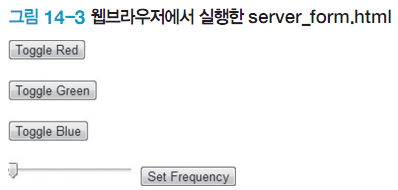 그림 14-3 웹브라우저에서 실행한 server_form.html
Toggle Red
Toggle Green
Toggle Blue
Set Frequency